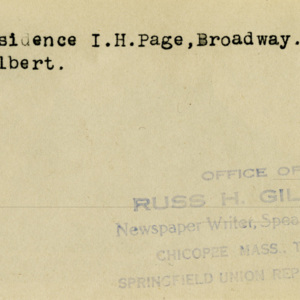 sidence I.H.Page,Broadway.
lbert.
OFFICE OF
RUSS H. GIL
Newspaper Writer, Spea
CHICOPEE MASS., T
SPRINGFIELD UNION REP